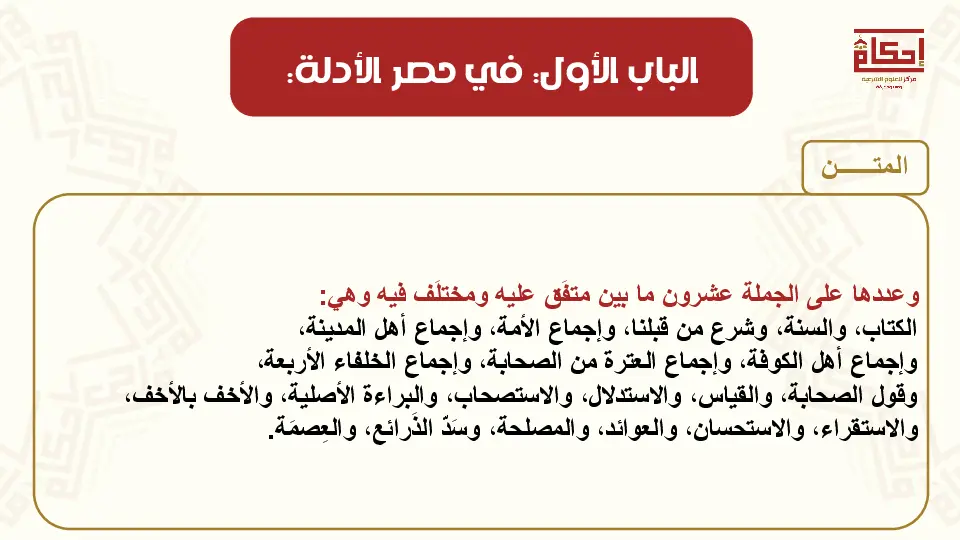 الباب الأول: في حصر الأدلة:
إحكام
مركز للعلوم الشرعية
المتـــــــن
وعددها على الجملة عشرون ما بين متفَق عليه ومختلَف فيه وهي:
الكتاب، والسنة، وشرع من قبلنا، وإجماع الأمة، وإجماع أهل المدينة،
وإجماع أهل الكوفة، وإجماع العترة من الصحابة، وإجماع الخلفاء الأربعة،
وقول الصحابة، والقياس، والاستدلال، والاستصحاب، والبراءة الأصلية، والأخف بالأخف،
والاستقراء، والاستحسان، والعوائد، والمصلحة، وسَدّ الذَرائع، والعِصمَة.